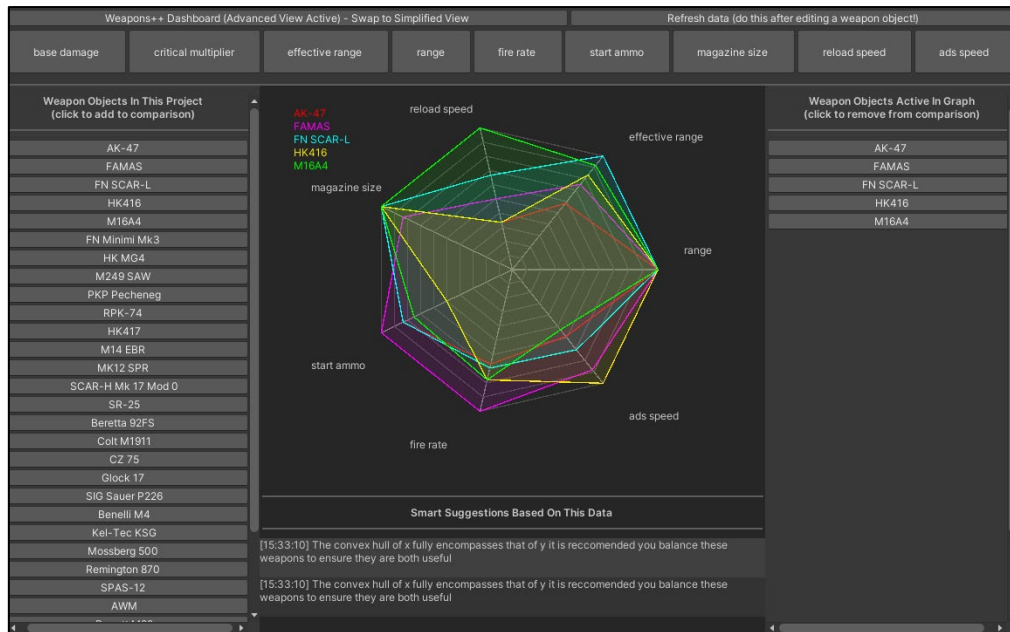 Weapons++ Dashboard (Advanced View Active) - Swap to Simplified View
Refresh data (do this after editing a weapon object!)
base damage
critical multiplier
effective range
range
fire rate
start ammo
magazine size
reload speed
ads speed
Weapon Objects In This Project
(click to add to comparison)
AK-47
FAMAS
FN SCAR-L
HK416
M16A4
FN Minimi Mk3
HK MG4
M249 SAW
PKP Pecheneg
RPK-74
HK417
M14 EBR
MK12 SPR
SCAR-H Mk 17 Mod 0
SR-25
Beretta 92FS
Colt M1911
CZ 75
Glock 17
SIG Sauer P226
Benelli M4
Kel-Tec KSG
Mossberg 500
Remington 870
SPAS-12
AWM
AK-47
FAMAS
FN SCAR-L
HK416
M16A4
reload speed
effective range
magazine size
range
start ammo
ads speed
fire rate
Smart Suggestions Based On This Data
[15:33:10] The convex hull of x fully encompasses that of y it is reccomended you balance these
weapons to ensure they are both useful
[15:33:10] The convex hull of x fully encompasses that of y it is reccomended you balance these
weapons to ensure they are both useful
Weapon Objects Active In Graph
(click to remove from comparison)
AK-47
FAMAS
FN SCAR-L
HK416
M16A4